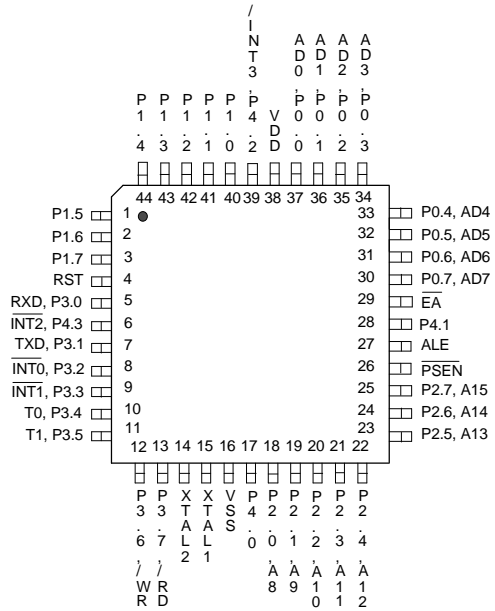 /INT3, P4.2
AD0, P0.0
AD1, P0.1
AD2, P0.2
AD3, P0.3
P1.4
P1.3
P1.2
P1.1
P1.0
VDD
44 43 42 41 40 39 38 37 36 35 34
P1.5 1
P1.6 2
P1.7 3
RST 4
RXD, P3.0 5
INT2, P4.3 6
TXD, P3.1 7
INT0, P3.2 8
INT1, P3.3 9
T0, P3.4 10
T1, P3.5 11
33 P0.4, AD4
32 P0.5, AD5
31 P0.6, AD6
30 P0.7, AD7
29 EA
28 P4.1
27 ALE
26 PSEN
25 P2.7, A15
24 P2.6, A14
23 P2.5, A13
12 13 14 15 16 17 18 19 20 21 22
P3.6, /WR
P3.7, /RD
XTAL2
XTAL1
VSS
P4.0
P2.0, A8
P2.1, A9
P2.2, A10
P2.3, A11
P2.4, A12